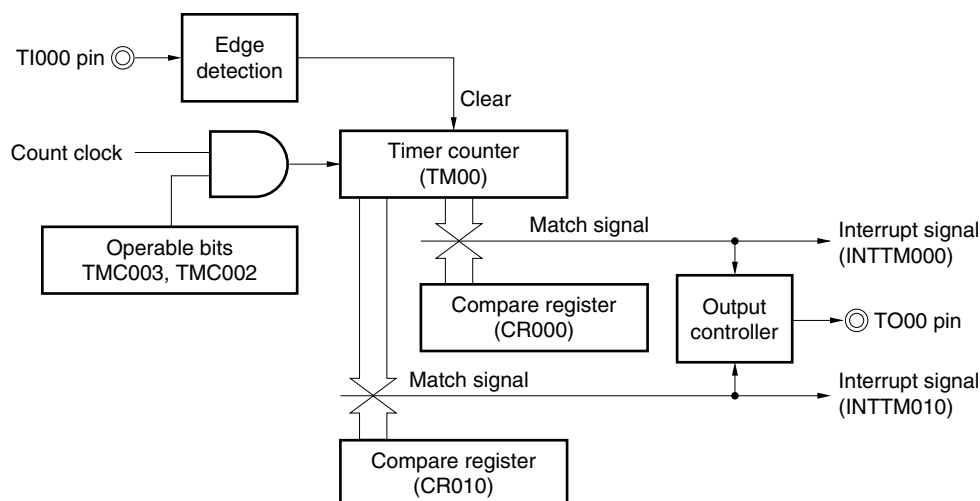 TI000 pin
Edge
detection
Clear
Count clock
Timer counter
(TM00)
Operable bits
TMC003, TMC002
Match signal
Interrupt signal
(INTTM000)
Compare register
(CR000)
Output
controller
TO00 pin
Match signal
Interrupt signal
(INTTM010)
Compare register
(CR010)